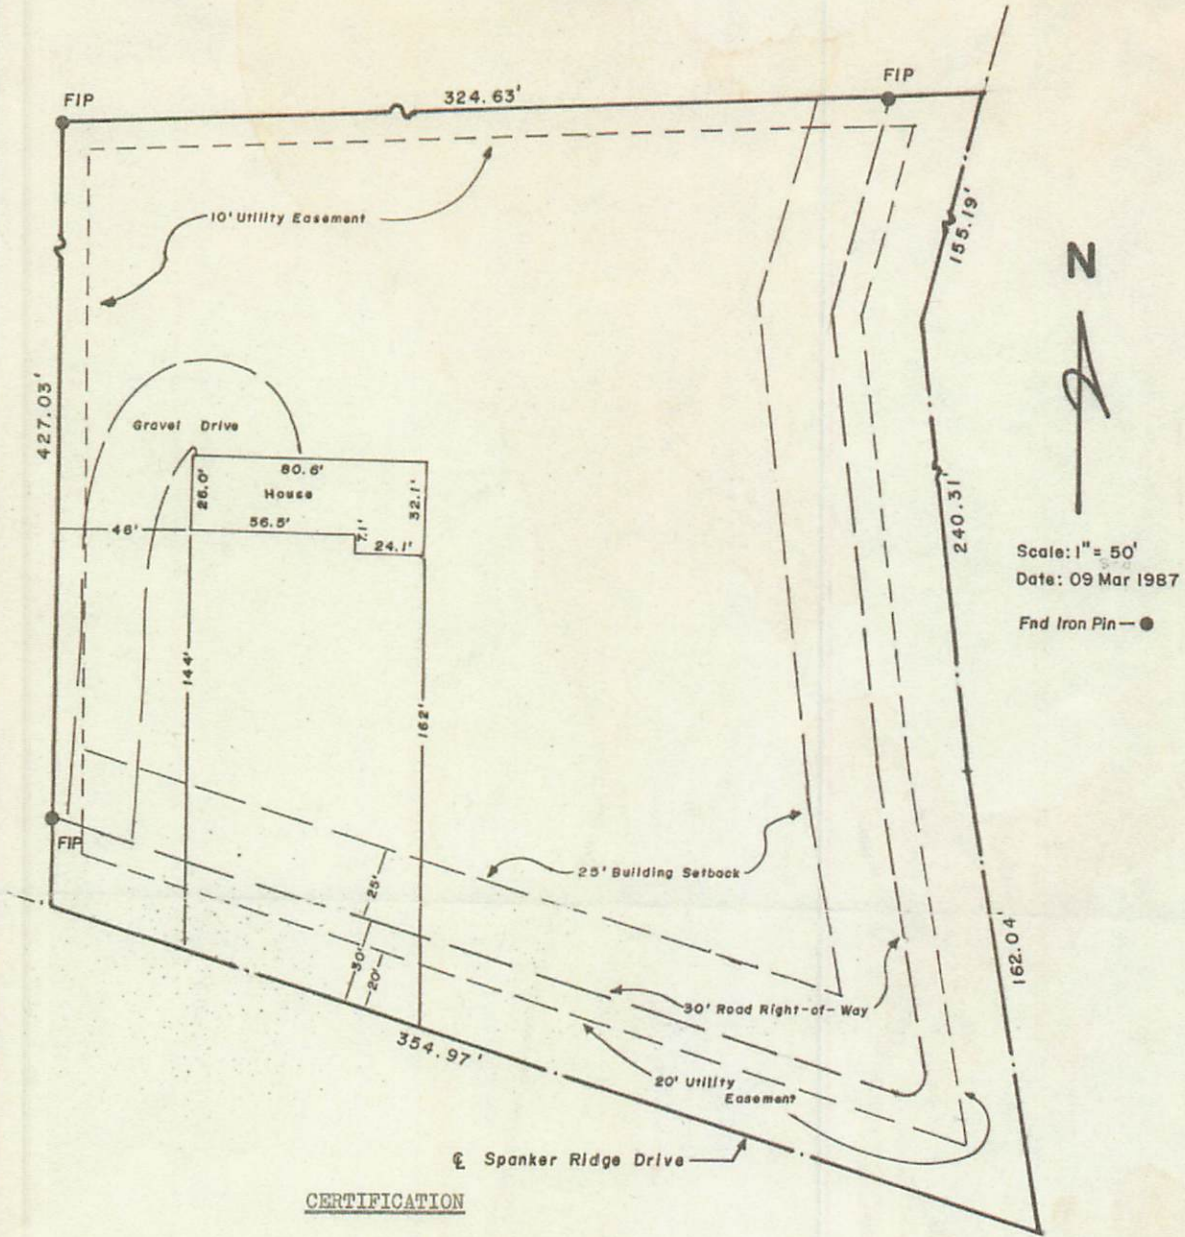 FIP
324.63'
FIP
10' Utility Easement
155.19'
N
427.03'
Gravel Drive
80.6'
26.0'
House
32.1'
46'
56.5'
7.1'
24.1'
240.31'
Scale: 1" = 50'
Date: 09 Mar 1987
Fnd Iron Pin
144'
162'
FIP
25' Building Setback
25'
30'
20'
162.04'
30' Road Right-of-Way
354.97'
20' Utility
Easement
℄ Spanker Ridge Drive
CERTIFICATION